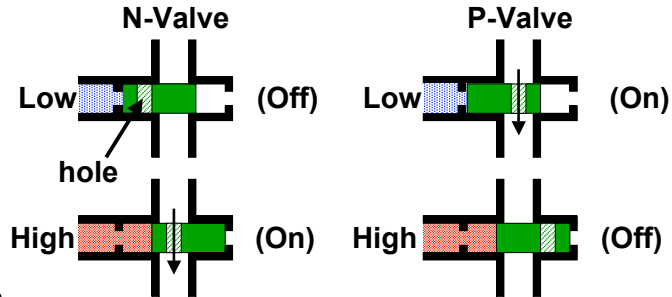 N-Valve P-Valve
Low (Off) Low (On)
hole
High (On) High (Off)